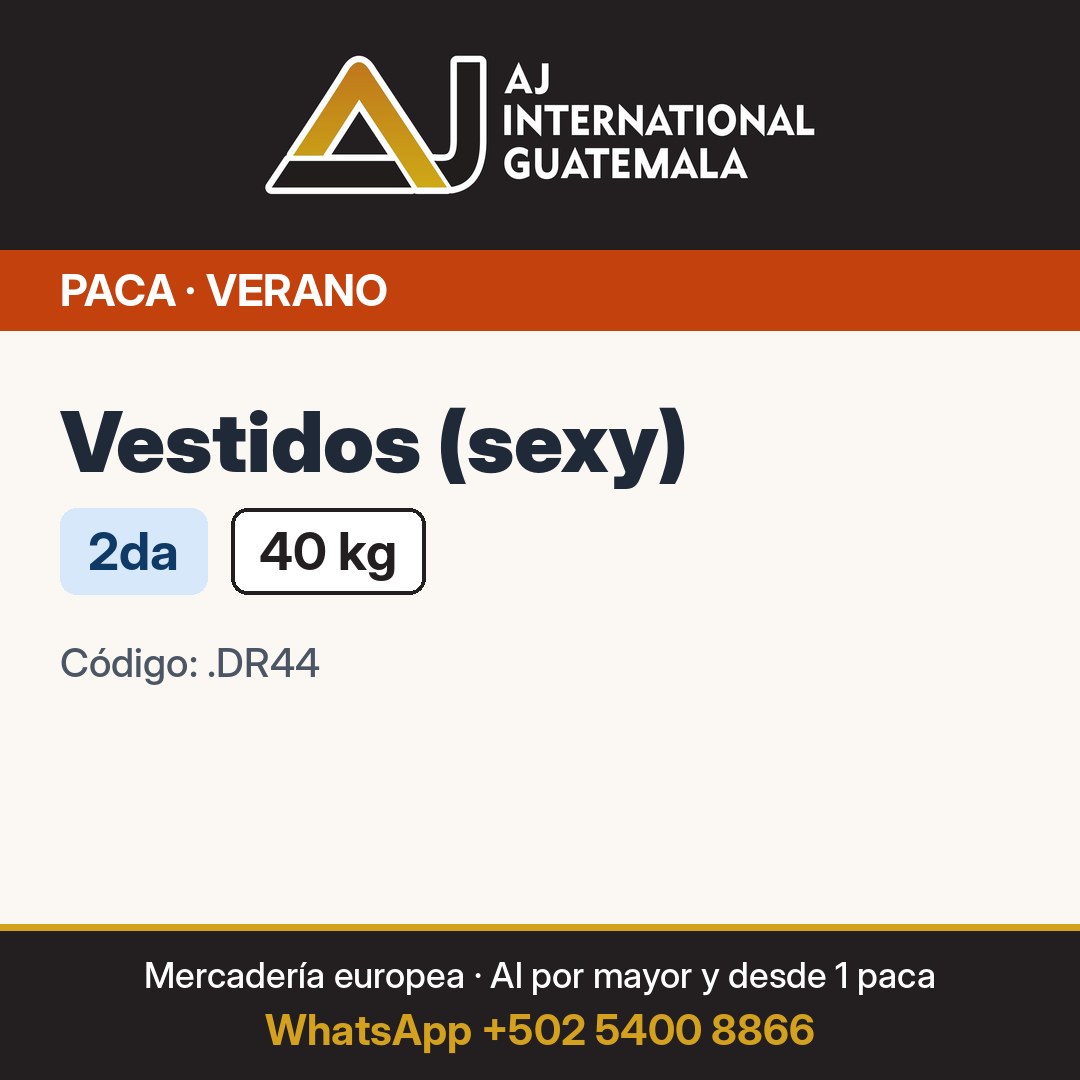 AJ
AJ
INTERNATIONAL
GUATEMALA
PACA · VERANO
Vestidos (sexy)
2da
40 kg
Código: .DR44
Mercadería europea · Al por mayor y desde 1 paca
WhatsApp +502 5400 8866